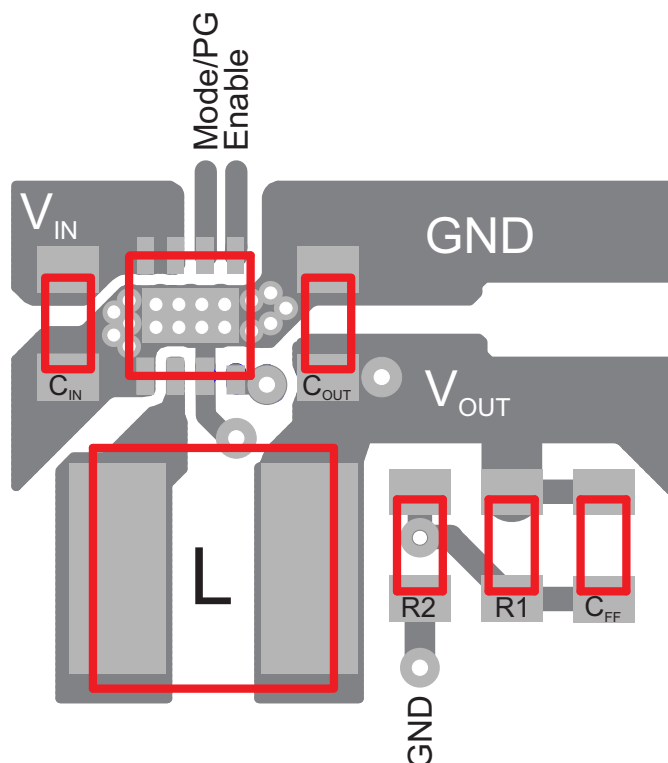 Mode/PG
Enable
VIN
GND
CIN
COUT
VOUT
L
R2
R1
CFF
GND